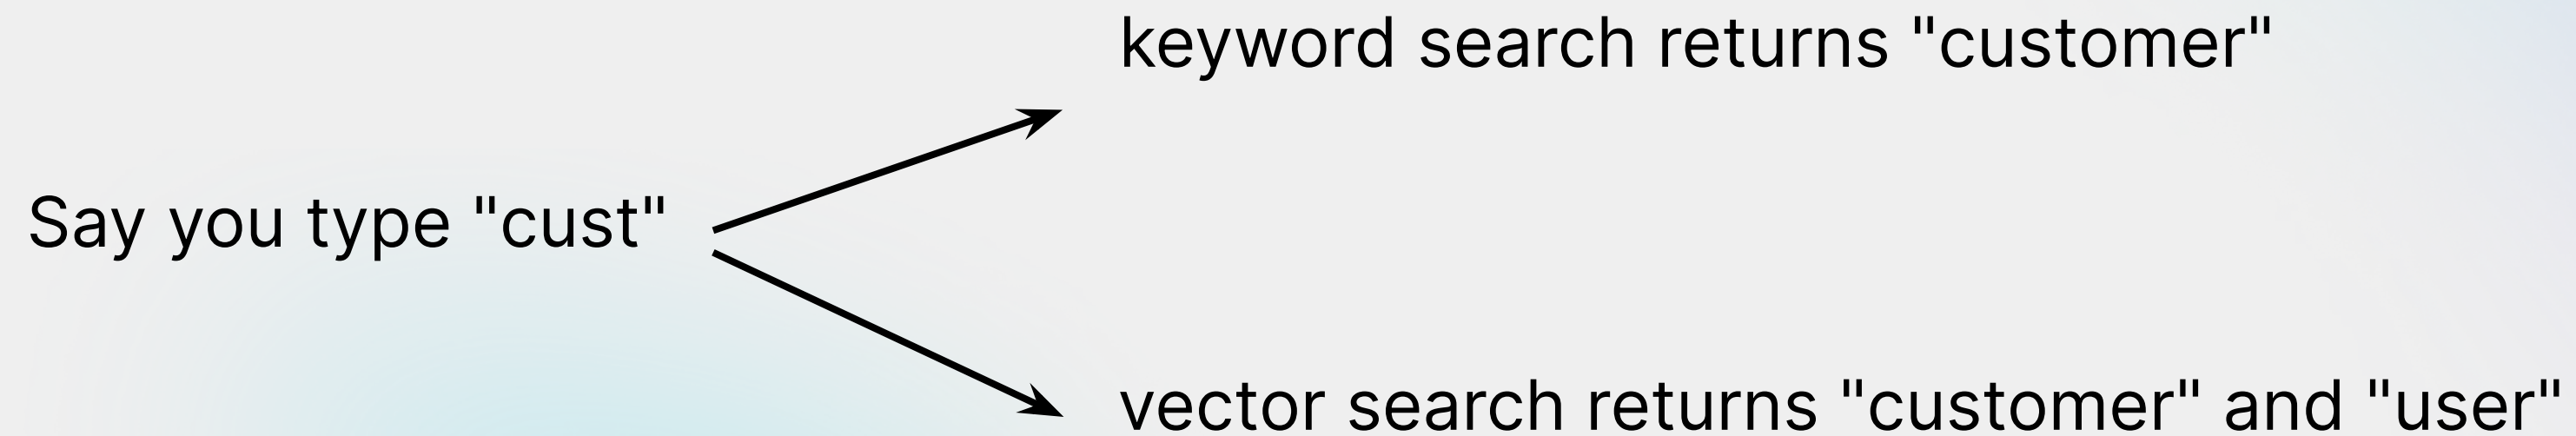 keyword search returns "customer"
Say you type "cust"
vector search returns "customer" and "user"